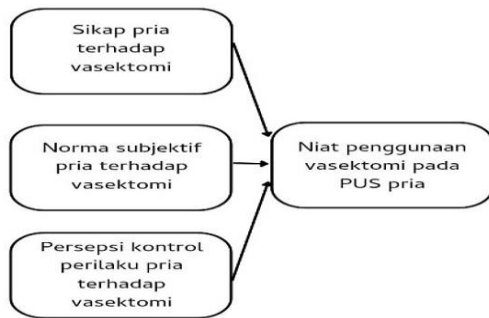 Sikap pria
terhadap
vasektomi
Norma subjektif
pria terhadap
vasektomi
Persepsi kontrol
perilaku pria
terhadap
vasektomi
Niat penggunaan
vasektomi pada
PUS pria